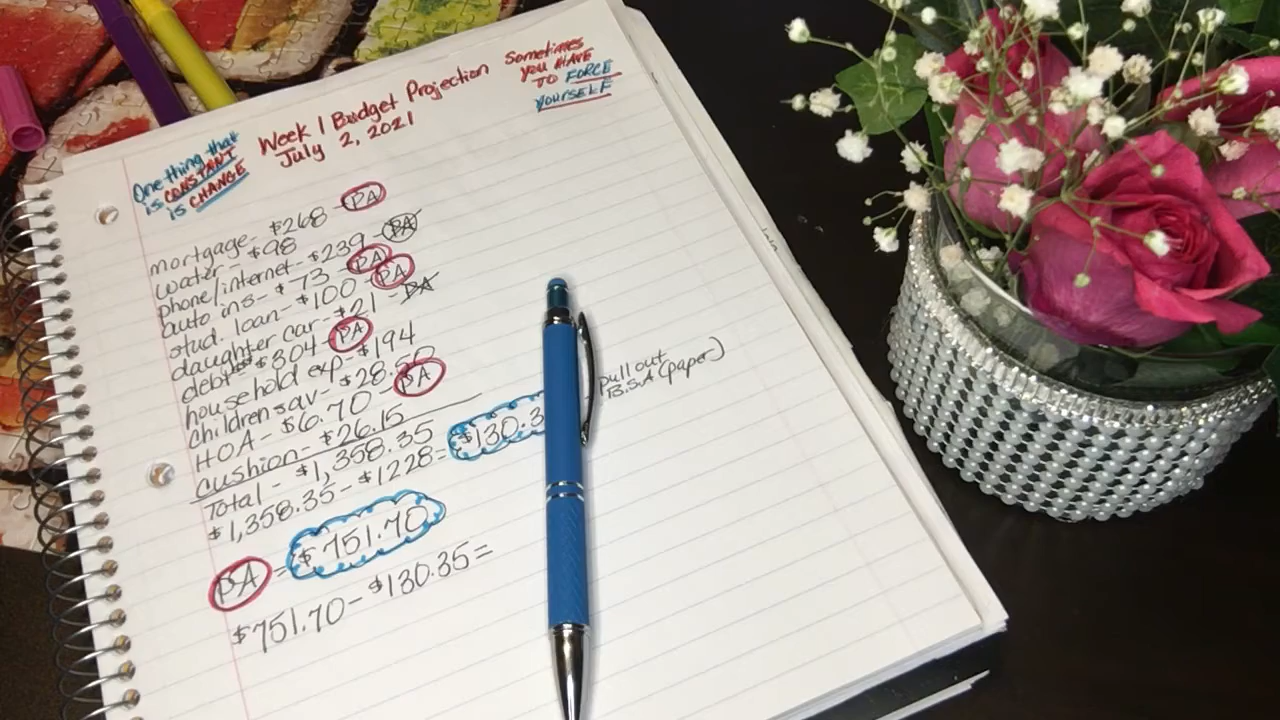 One thing that
is CONSTANT
is CHANGE
Week 1 Budget Projection
July 2, 2021
Sometimes
YOU HAVE
TO FORCE
YOURSELF
mortgage - $268 - PA
water - $98
phone/internet - $239 - PA
auto ins - $73 - PA
stud. loan - $100 - PA
daughter car - $21 - PA
debt - $304 - PA
household exp - $194
children sav - $28.50
HOA - $6.70 - PA
cushion - $26.15
Total - $1,358.35
$1,358.35 - $1228 = $130.3
pull out
B.S.A (paper)
PA = $751.70
$751.70 - $130.35 =